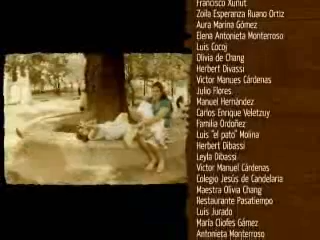 Francisco Xunut
Zoila Esperanza Ruano Ortiz
Aura Marina Gómez
Elena Antonieta Monterroso
Luis Cocoj
Olivia de Chang
Herbert Divassi
Victor Manues Cárdenas
Julio Flores
Manuel Hernández
Carlos Enrique Veletzuy
Familia Ordoñez
Luis "el pato" Molina
Herbert Dibassi
Leyla Dibassi
Victor Manuel Cárdenas
Colegio Jesús de Candelaria
Maestra Olivia Chang
Restaurante Pasatiempo
Luis Jurado
María Cliofes Gámez
Antonieta Monterroso